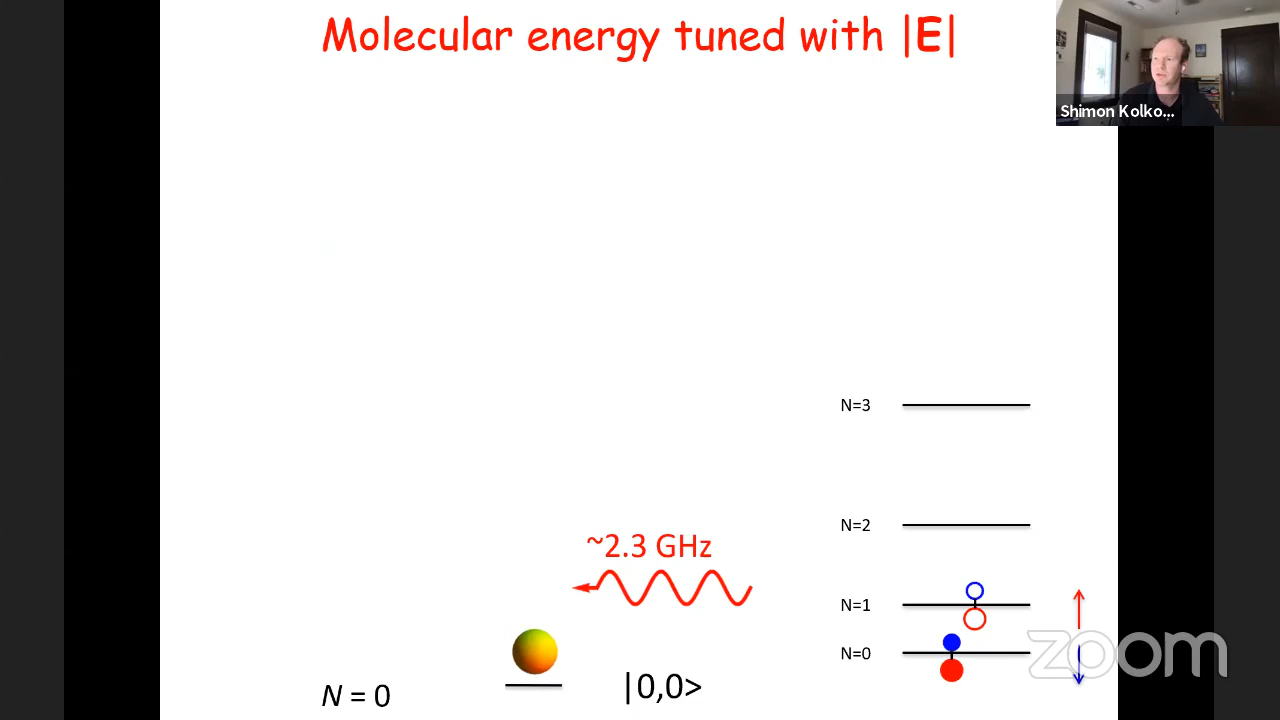 Molecular energy tuned with |E|
Shimon Kolko...
N=3
N=2
~2.3 GHz
N=1
N=0
zoom
N = 0
|0,0>